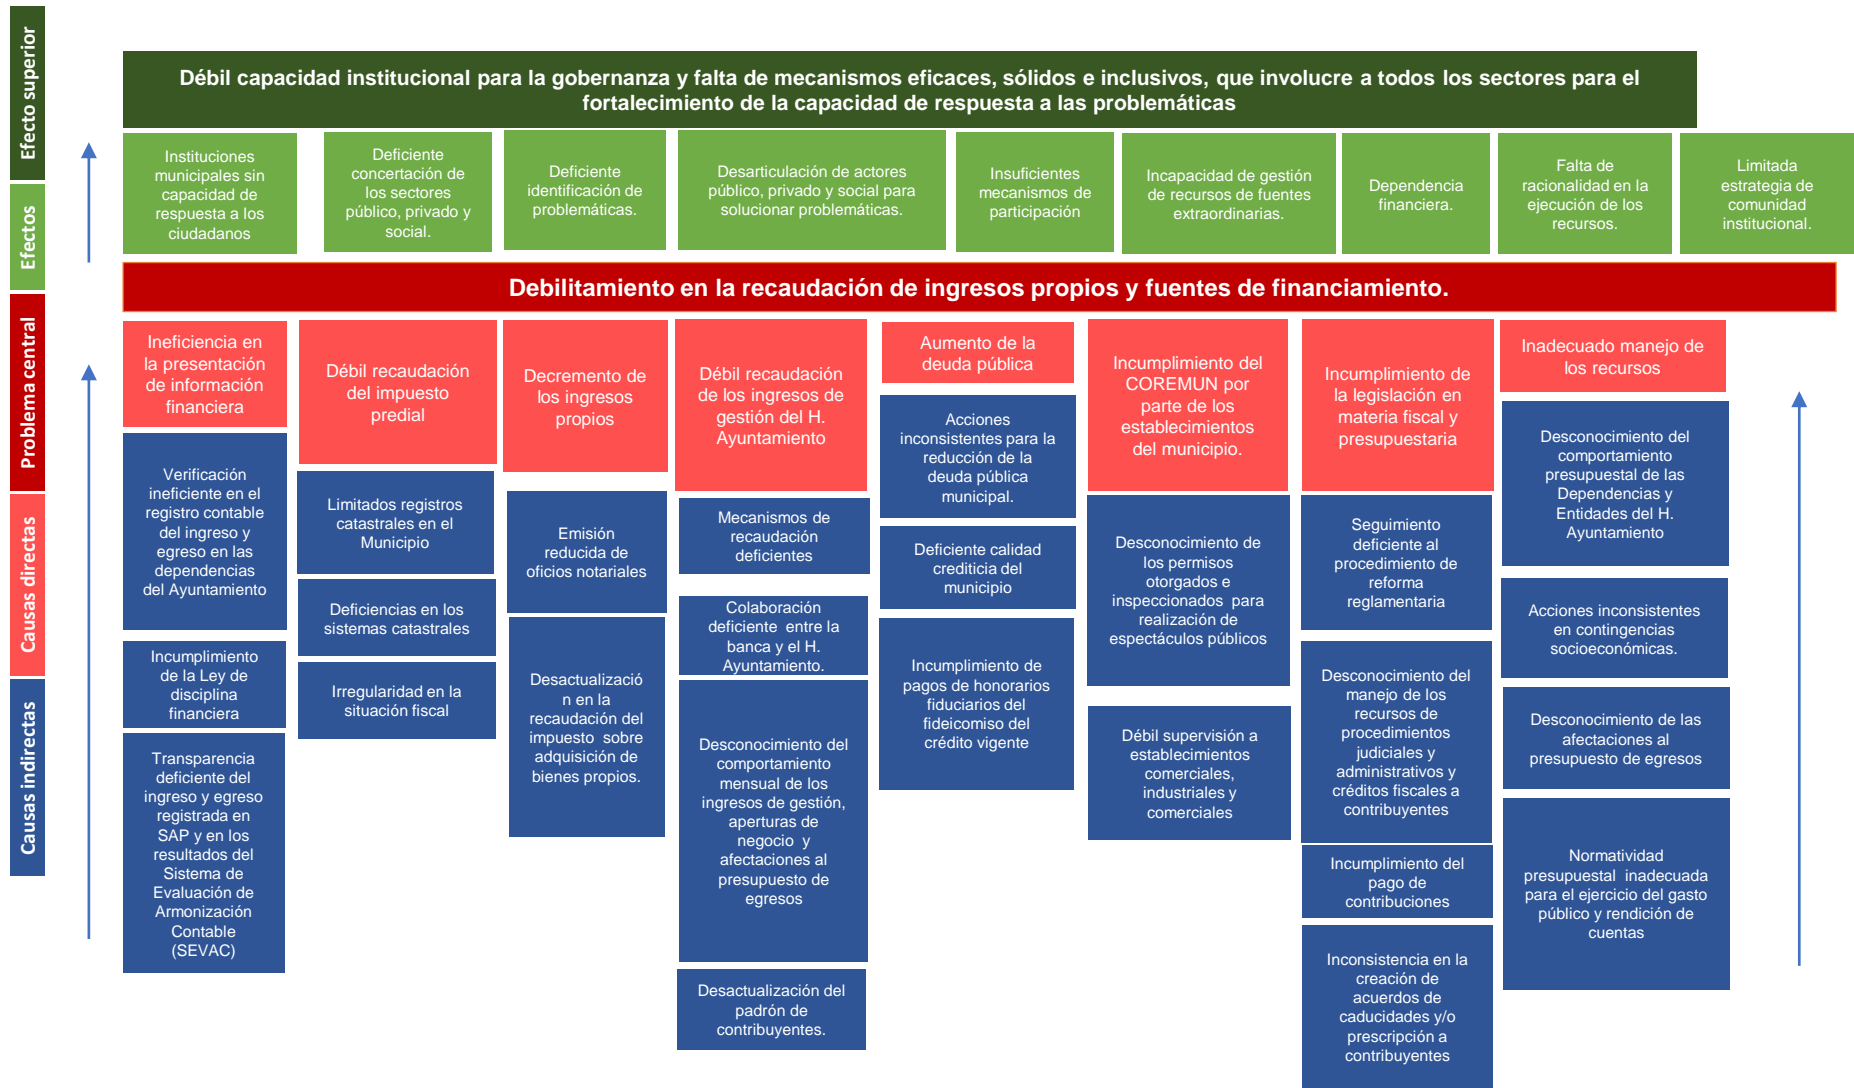 Efecto superior
Efectos
Problema central
Causas directas
Causas indirectas
Débil capacidad institucional para la gobernanza y falta de mecanismos eficaces, sólidos e inclusivos, que involucre a todos los sectores para el
fortalecimiento de la capacidad de respuesta a las problemáticas
Instituciones
municipales sin
capacidad de
respuesta a los
ciudadanos
Deficiente
concertación de
los sectores
público, privado y
social.
Deficiente
identificación de
problemáticas.
Desarticulación de actores
público, privado y social para
solucionar problemáticas.
Insuficientes
mecanismos de
participación
Incapacidad de gestión
de recursos de fuentes
extraordinarias.
Dependencia
financiera.
Falta de
racionalidad en la
ejecución de los
recursos.
Limitada
estrategia de
comunidad
institucional.
Debilitamiento en la recaudación de ingresos propios y fuentes de financiamiento.
Ineficiencia en
la presentación
de información
financiera
Verificación
ineficiente en el
registro contable
del ingreso y
egreso en las
dependencias
del Ayuntamiento
Incumplimiento
de la Ley de
disciplina
financiera
Transparencia
deficiente del
ingreso y egreso
registrada en
SAP y en los
resultados del
Sistema de
Evaluación de
Armonización
Contable
(SEVAC)
Débil recaudación
del impuesto
predial
Limitados registros
catastrales en el
Municipio
Deficiencias en los
sistemas catastrales
Irregularidad en la
situación fiscal
Decremento de
los ingresos
propios
Emisión
reducida de
oficios notariales
Desactualizació
n en la
recaudación del
impuesto sobre
adquisición de
bienes propios.
Débil recaudación
de los ingresos de
gestión del H.
Ayuntamiento
Mecanismos de
recaudación
deficientes
Colaboración
deficiente entre la
banca y el H.
Ayuntamiento.
Desconocimiento del
comportamiento
mensual de los
ingresos de gestión,
aperturas de
negocio y
afectaciones al
presupuesto de
egresos
Desactualización del
padrón de
contribuyentes.
Aumento de la
deuda pública
Acciones
inconsistentes para la
reducción de la
deuda pública
municipal.
Deficiente calidad
crediticia del
municipio
Incumplimiento de
pagos de honorarios
fiduciarios del
fideicomiso del
crédito vigente
Incumplimiento del
COREMUN por
parte de los
establecimientos
del municipio.
Desconocimiento de
los permisos
otorgados e
inspeccionados para
realización de
espectáculos públicos
Débil supervisión a
establecimientos
comerciales,
industriales y
comerciales
Incumplimiento de
la legislación en
materia fiscal y
presupuestaria
Seguimiento
deficiente al
procedimiento de
reforma
reglamentaria
Desconocimiento del
manejo de los
recursos de
procedimientos
judiciales y
administrativos y
créditos fiscales a
contribuyentes
Incumplimiento del
pago de
contribuciones
Inconsistencia en la
creación de
acuerdos de
caducidades y/o
prescripción a
contribuyentes
Inadecuado manejo de
los recursos
Desconocimiento del
comportamiento
presupuestal de las
Dependencias y
Entidades del H.
Ayuntamiento
Acciones inconsistentes
en contingencias
socioeconómicas.
Desconocimiento de las
afectaciones al
presupuesto de egresos
Normatividad
presupuestal inadecuada
para el ejercicio del gasto
público y rendición de
cuentas